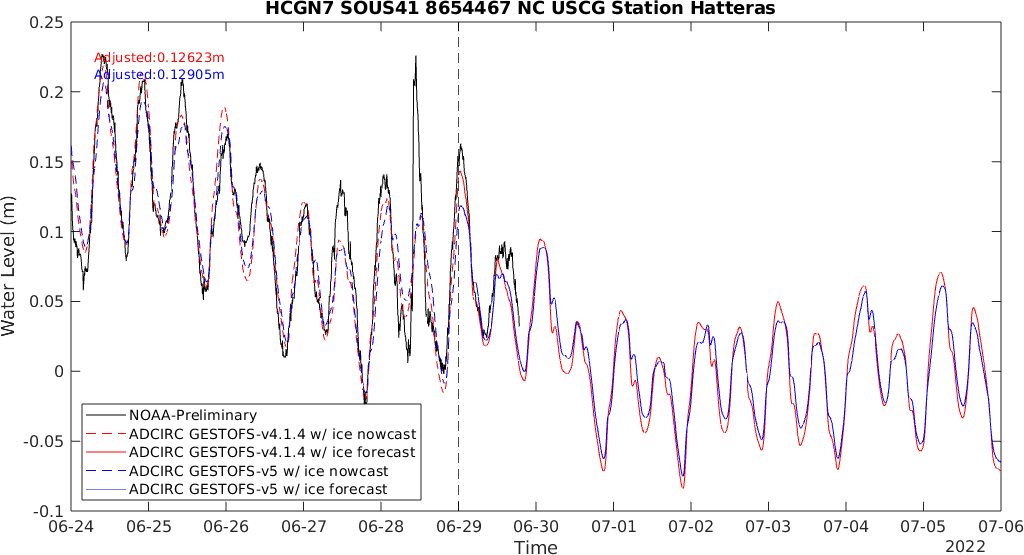 HCGN7 SOUS41 8654467 NC USCG Station Hatteras
Adjusted:0.12623m
Adjusted:0.12905m
Water Level (m)
0.25
0.2
0.15
0.1
0.05
0
-0.05
-0.1
NOAA-Preliminary
ADCIRC GESTOFS-v4.1.4 w/ ice nowcast
ADCIRC GESTOFS-v4.1.4 w/ ice forecast
ADCIRC GESTOFS-v5 w/ ice nowcast
ADCIRC GESTOFS-v5 w/ ice forecast
06-24 06-25 06-26 06-27 06-28 06-29 06-30 07-01 07-02 07-03 07-04 07-05 07-06
Time
2022